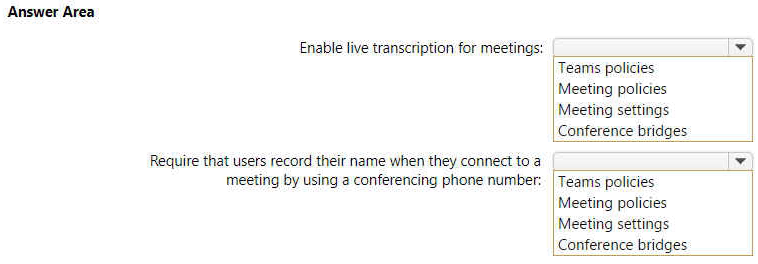 Answer Area
Enable live transcription for meetings:
Teams policies
Meeting policies
Meeting settings
Conference bridges
Require that users record their name when they connect to a
meeting by using a conferencing phone number:
Teams policies
Meeting policies
Meeting settings
Conference bridges